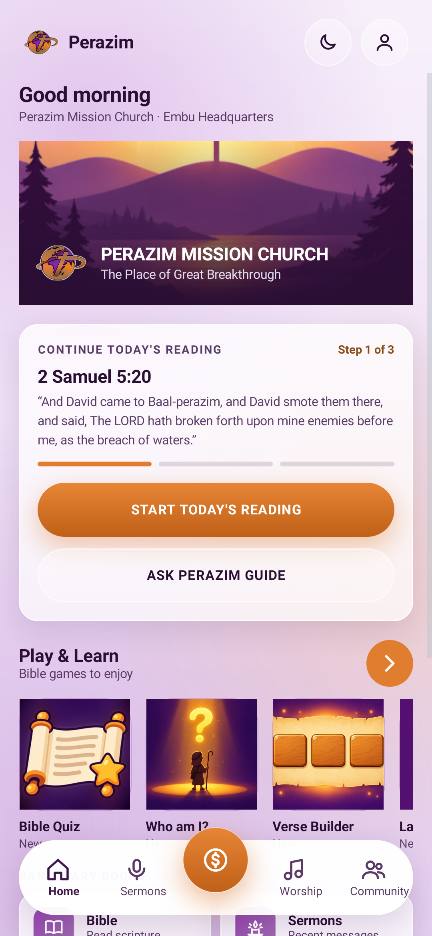 Perazim
Good morning
Perazim Mission Church · Embu Headquarters
PERAZIM MISSION CHURCH
The Place of Great Breakthrough
CONTINUE TODAY'S READING
Step 1 of 3
2 Samuel 5:20
“And David came to Baal-perazim, and David smote them there,
and said, The LORD hath broken forth upon mine enemies before
me, as the breach of waters.”
START TODAY'S READING
ASK PERAZIM GUIDE
Play & Learn
Bible games to enjoy
?
Bible Quiz
Who am I?
Verse Builder
La
Ne
$
Home
Sermons
Worship
Community
Bible
Read scripture
Sermons
Recent messages